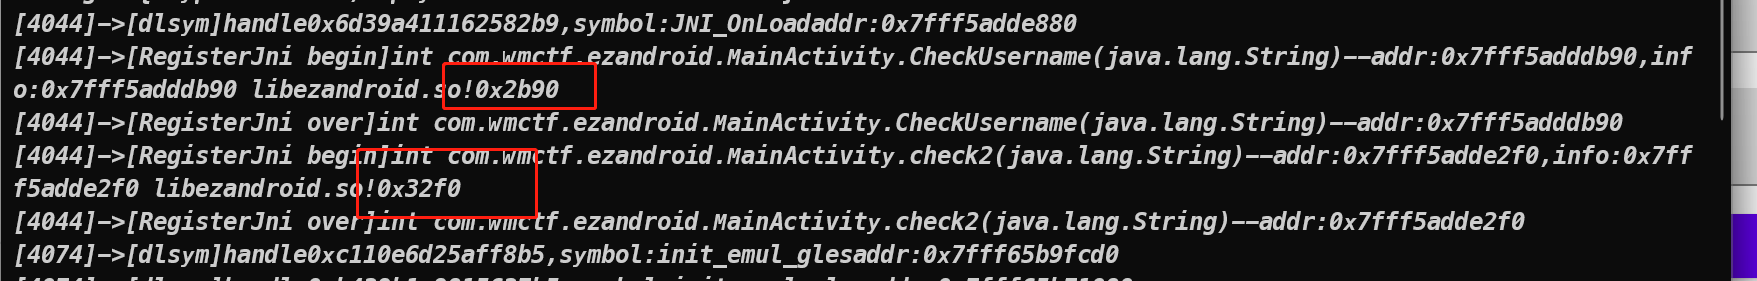 [4044]->[dlsym]handle0x6d39a411162582b9,symbol:JNI_OnLoadaddr:0x7fff5adde880
[4044]->[RegisterJni begin]int com.wmctf.ezandroid.MainActivity.CheckUsername(java.lang.String)--addr:0x7fff5adddb90,inf
o:0x7fff5adddb90 libezandroid.so!0x2b90
[4044]->[RegisterJni over]int com.wmctf.ezandroid.MainActivity.CheckUsername(java.lang.String)--addr:0x7fff5adddb90
[4044]->[RegisterJni begin]int com.wmctf.ezandroid.MainActivity.check2(java.lang.String)--addr:0x7fff5adde2f0,info:0x7ff
f5adde2f0 libezandroid.so!0x32f0
[4044]->[RegisterJni over]int com.wmctf.ezandroid.MainActivity.check2(java.lang.String)--addr:0x7fff5adde2f0
[4074]->[dlsym]handle0xc110e6d25aff8b5,symbol:init_emul_glesaddr:0x7fff65b9fcd0